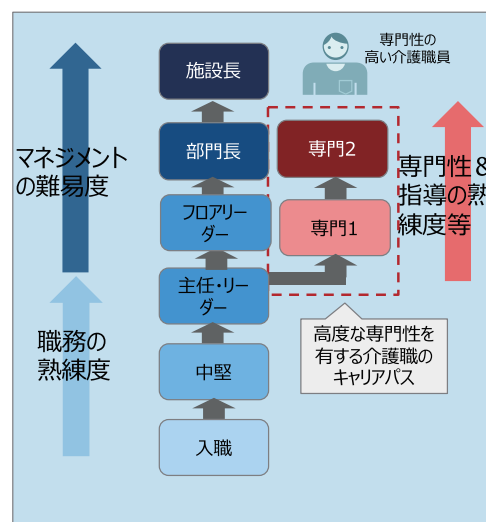 専門性の
高い介護職員
施設長
部門長
専門2
マネジメント
の難易度
専門性&
指導の熟
練度等
フロアリー
ダー
専門1
主任・リー
ダー
高度な専門性を
有する介護職の
キャリアパス
職務の
熟練度
中堅
入職